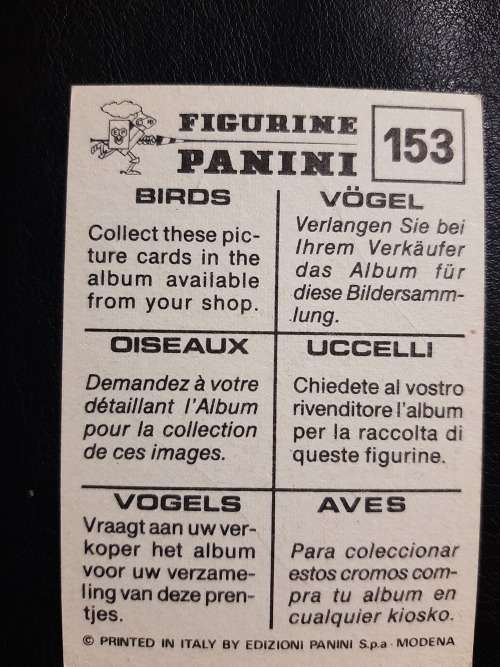 FIGURINE
PANINI
153
BIRDS
Collect these pic-
ture cards in the
album available
from your shop.
VÖGEL
Verlangen Sie bei
Ihrem Verkäufer
das Album für
diese Bildersamm-
lung.
OISEAUX
Demandez à votre
détaillant l'Album
pour la collection
de ces images.
UCCELLI
Chiedete al vostro
rivenditore l'album
per la raccolta di
queste figurine.
VOGELS
Vraagt aan uw ver-
koper het album
voor uw verzame-
ling van deze pren-
tjes.
AVES
Para coleccionar
estos cromos com-
pra tu album en
cualquier kiosko.
© PRINTED IN ITALY BY EDIZIONI PANINI S.p.a - MODENA